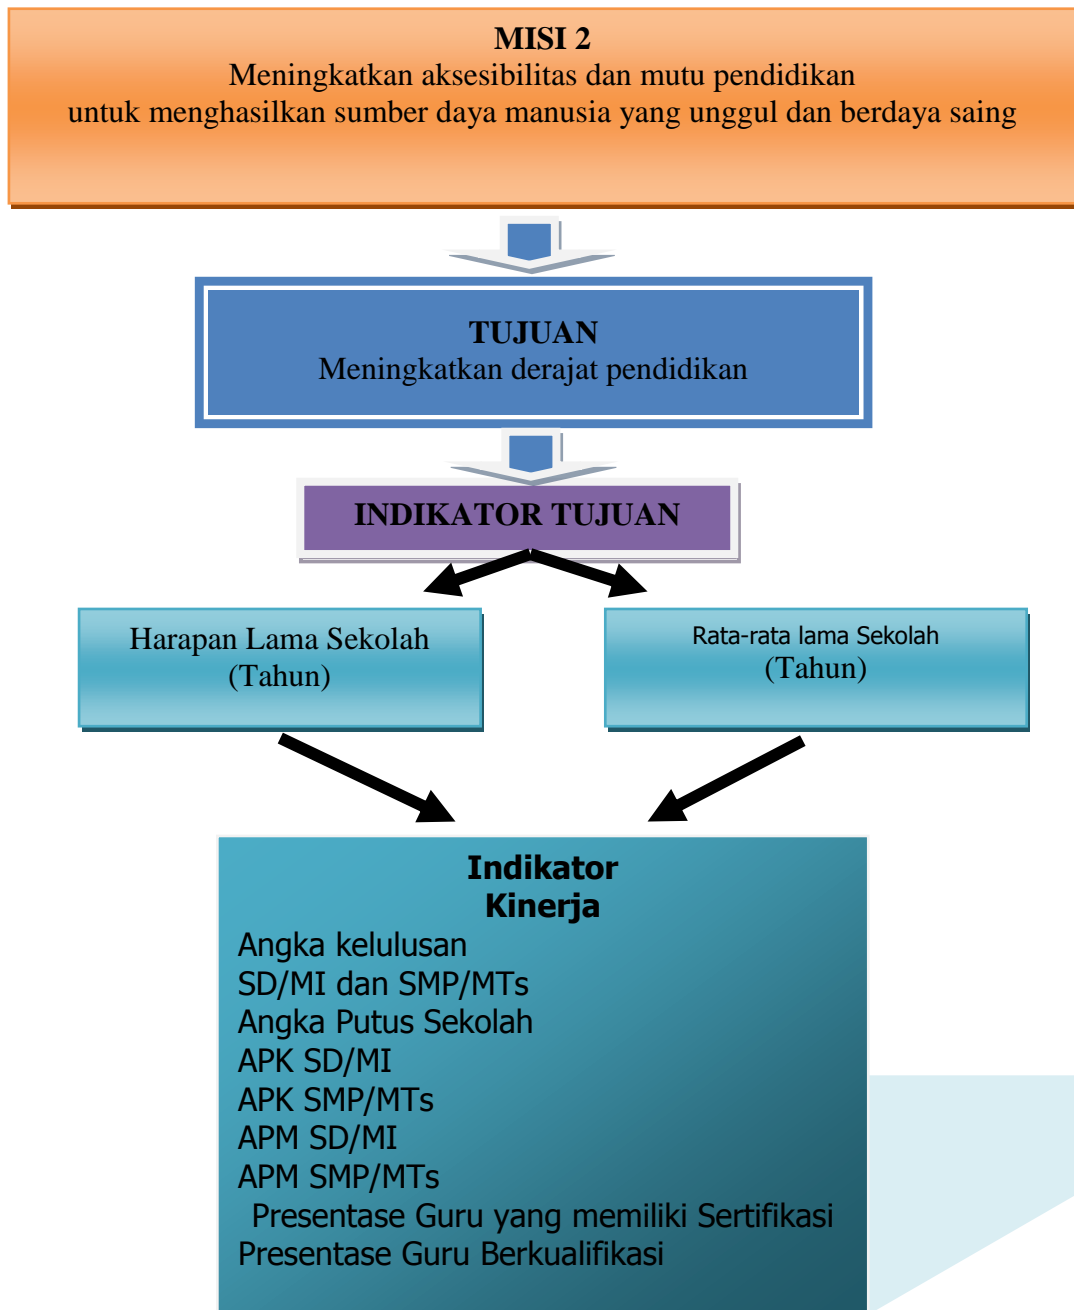 MISI 2
Meningkatkan aksesibilitas dan mutu pendidikan
untuk menghasilkan sumber daya manusia yang unggul dan berdaya saing
TUJUAN
Meningkatkan derajat pendidikan
INDIKATOR TUJUAN
Harapan Lama Sekolah
(Tahun)
Rata-rata lama Sekolah
(Tahun)
Indikator
Kinerja
Angka kelulusan
SD/MI dan SMP/MTs
Angka Putus Sekolah
APK SD/MI
APK SMP/MTs
APM SD/MI
APM SMP/MTs
Presentase Guru yang memiliki Sertifikasi
Presentase Guru Berkualifikasi